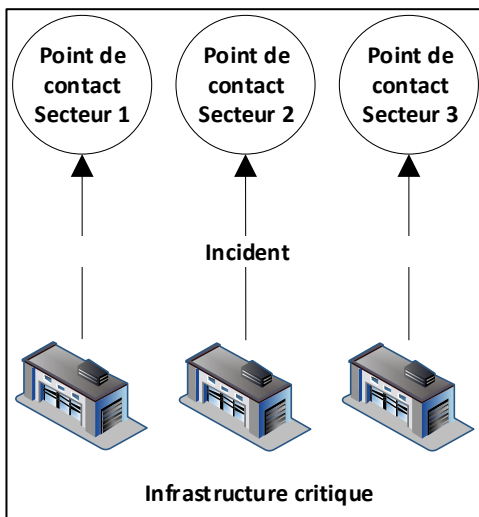 Point de
contact
Secteur 1
Point de
contact
Secteur 2
Point de
contact
Secteur 3
Incident
Infrastructure critique